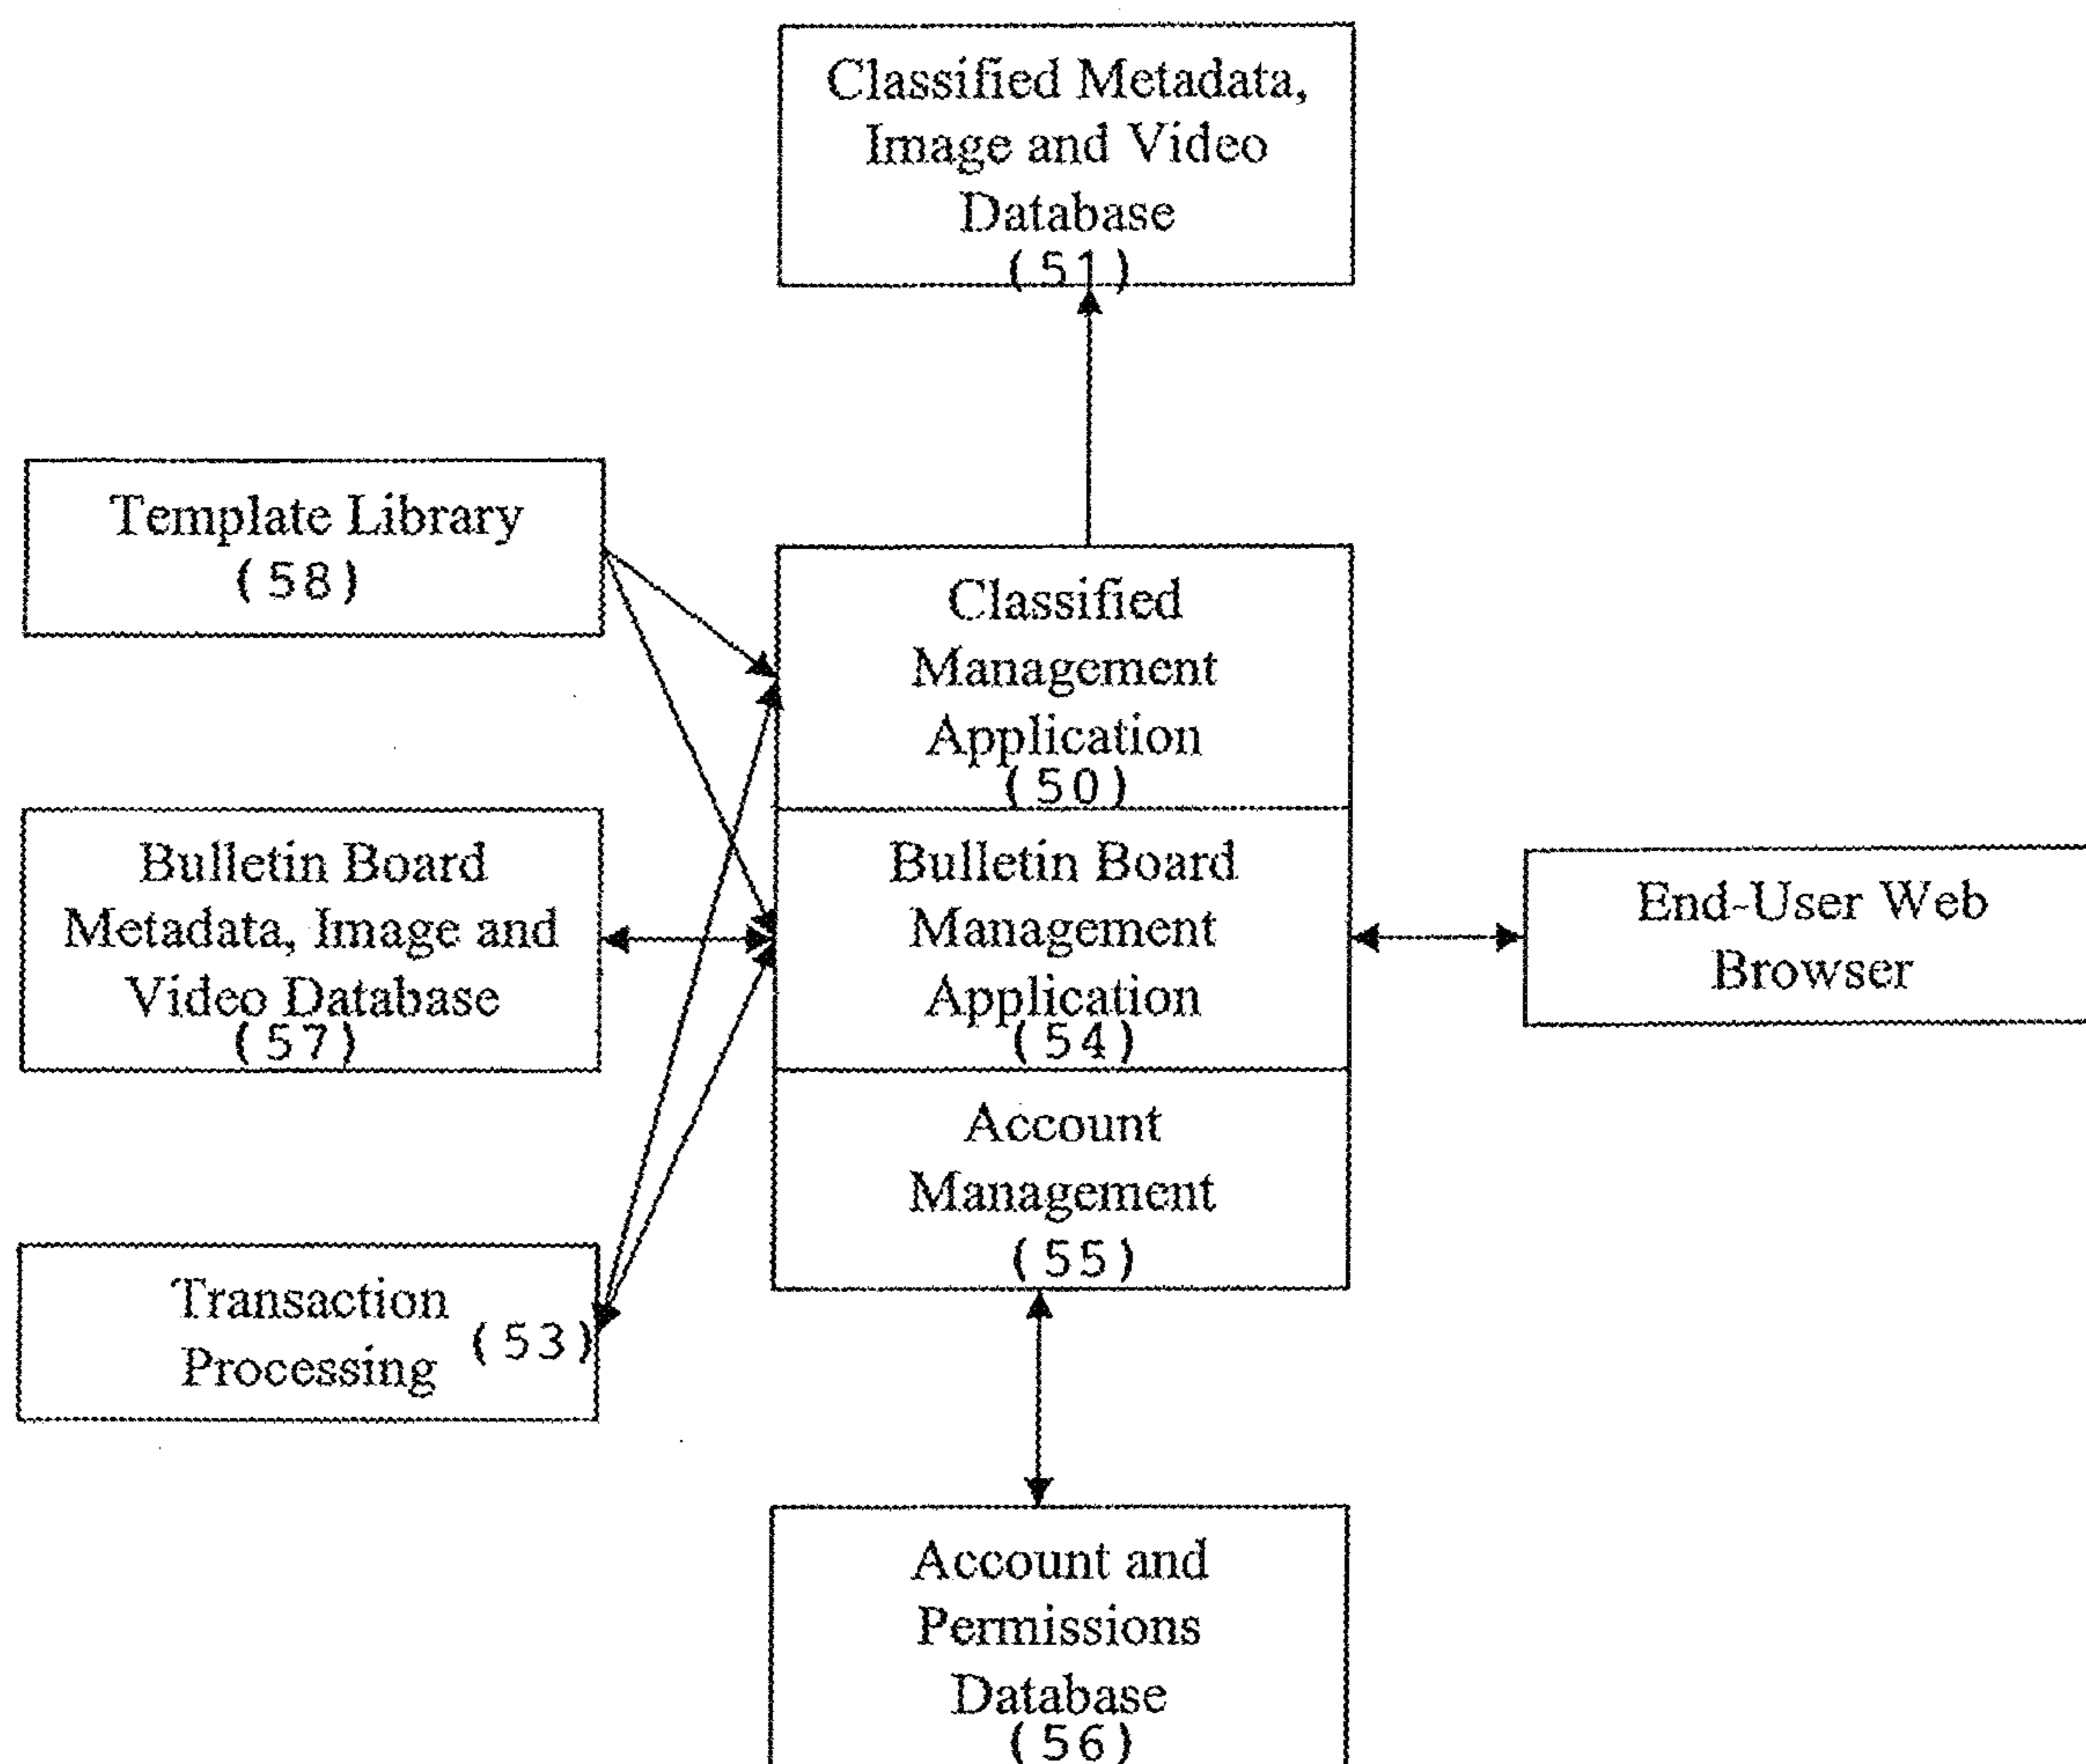 Classified Metadata,
Image and Video
Database
(51)
Template Library
(58)
Classified
Management
Application
(50)
Bulletin Board
Metadata, Image and
Video Database
(57)
Bulletin Board
Management
Application
(54)
End-User Web
Browser
Account
Management
(55)
Transaction
Processing (53)
Account and
Permissions
Database
(56)